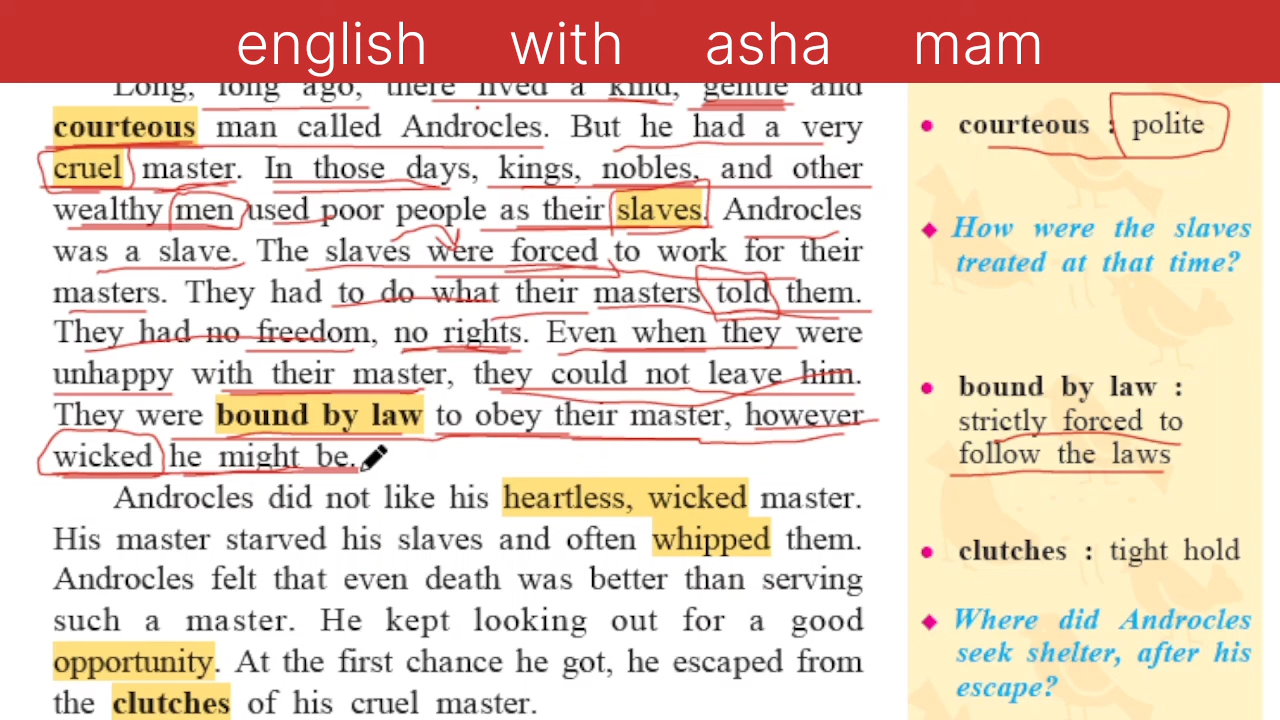 english with asha mam
Long, long ago, there lived a kind, gentle and
courteous man called Androcles. But he had a very
cruel master. In those days, kings, nobles, and other
wealthy men used poor people as their slaves. Androcles
was a slave. The slaves were forced to work for their
masters. They had to do what their masters told them.
They had no freedom, no rights. Even when they were
unhappy with their master, they could not leave him.
They were bound by law to obey their master, however
wicked he might be.
Androcles did not like his heartless, wicked master.
His master starved his slaves and often whipped them.
Androcles felt that even death was better than serving
such a master. He kept looking out for a good
opportunity. At the first chance he got, he escaped from
the clutches of his cruel master.
• courteous : polite
◆ How were the slaves
treated at that time?
• bound by law :
strictly forced to
follow the laws
• clutches : tight hold
◆ Where did Androcles
seek shelter, after his
escape?